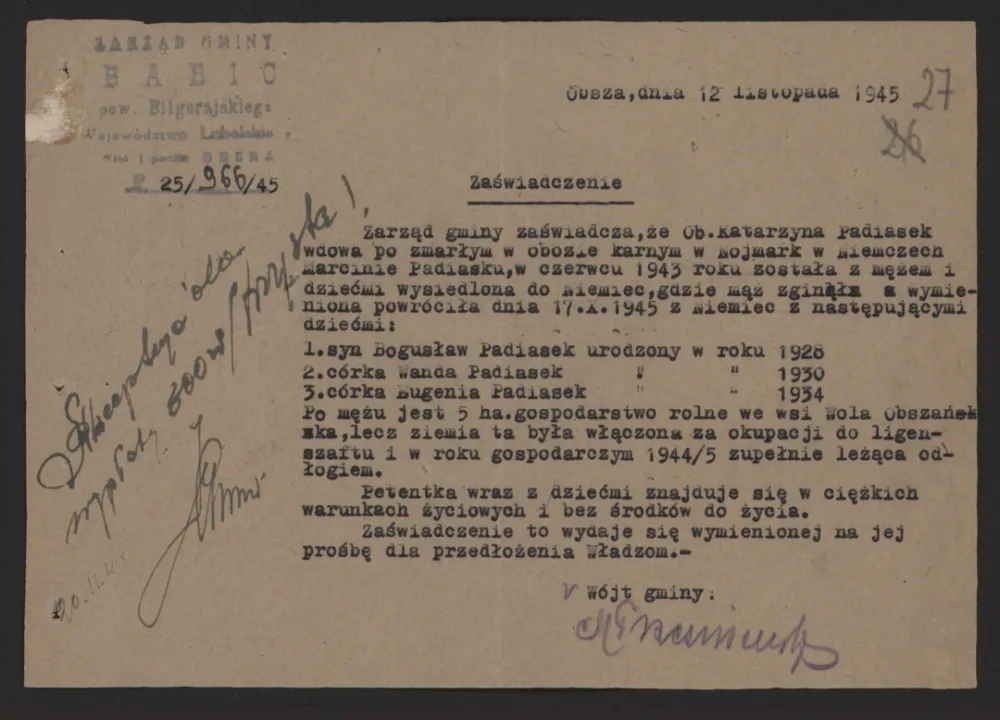 ZARZĄD GMINY
BABIC
pow. Biłgorajskiego
Województwo Lubelskie
25/966/45
Obsza,dnia 12 listopada 1945
27
26
Zaświadczenie
Zarząd gminy zaświadcza,że Ob.Katarzyna Padiasek
wdowa po zmarłym w obozie karnym w Nojmark w Niemczech
Marcinie Padiasku,w czerwcu 1943 roku została z mężem i
dziećmi wysiedlona do Niemiec,gdzie mąż zginął a wymie-
niona powróciła dnia 17.X.1945 z Niemiec z następującymi
dziećmi:
1.syn Bogusław Padiasek urodzony w roku 1928
2.córka Wanda Padiasek " " 1930
3.córka Eugenia Padiasek " " 1934
Po mężu jest 5 ha.gospodarstwo rolne we wsi Wola Obszań
ska,lecz ziemia ta była włączona za okupacji do ligen-
szaftu i w roku gospodarczym 1944/5 zupełnie leżąca od-
łogiem.
Petentka wraz z dziećmi znajduje się w ciężkich
warunkach życiowych i bez środków do życia.
Zaświadczenie to wydaje się wymienionej na jej
prośbę dla przedłożenia Władzom.-
Wójt gminy: